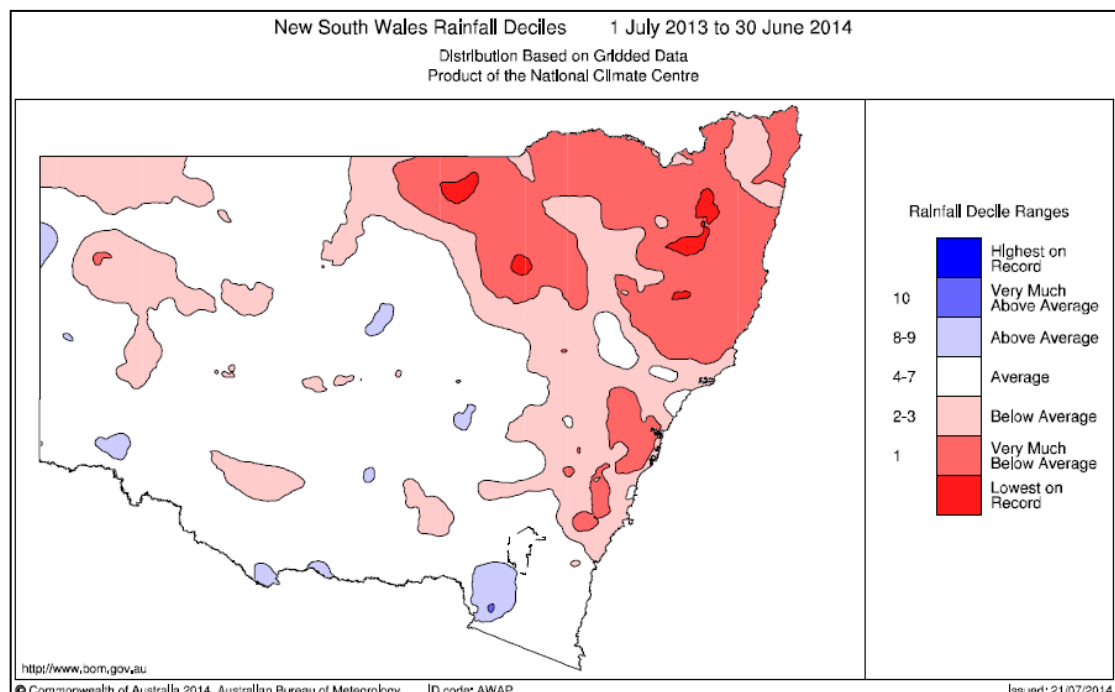 New South Wales Rainfall Deciles 1 July 2013 to 30 June 2014
Distribution Based on Gridded Data
Product of the National Climate Centre
Rainfall Decile Ranges
Highest on
Record
10 Very Much
Above Average
8-9 Above Average
4-7 Average
2-3 Below Average
1 Very Much
Below Average
Lowest on
Record
http://www.bom.gov.au
© Commonwealth of Australia 2014, Australian Bureau of Meteorology ID code: AWAP Issued: 21/07/2014